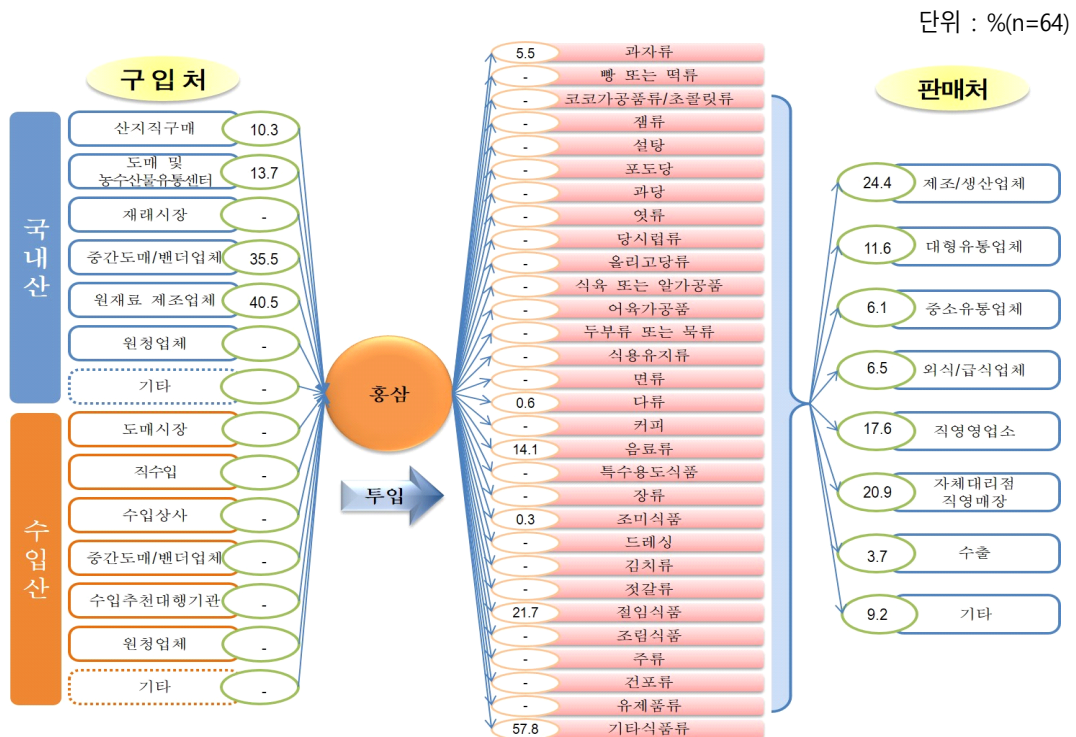 단위 : %(n=64)
구입처
판매처
국내산
산지직구매 10.3
도매 및
농수산물유통센터 13.7
재래시장 -
중간도매/밴더업체 35.5
원재료 제조업체 40.5
원청업체 -
기타 -
수입산
도매시장 -
직수입 -
수입상사 -
중간도매/밴더업체 -
수입추천대행기관 -
원청업체 -
기타 -
홍삼
투입
5.5 과자류
- 빵 또는 떡류
- 코코가공품류/초콜릿류
- 잼류
- 설탕
- 포도당
- 과당
- 엿류
- 당시럽류
- 올리고당류
- 식육 또는 알가공품
- 어육가공품
- 두부류 또는 묵류
- 식용유지류
- 면류
0.6 다류
- 커피
14.1 음료류
- 특수용도식품
- 장류
0.3 조미식품
- 드레싱
- 김치류
- 젓갈류
21.7 절임식품
- 조림식품
- 주류
- 건포류
- 유제품류
57.8 기타식품류
24.4 제조/생산업체
11.6 대형유통업체
6.1 중소유통업체
6.5 외식/급식업체
17.6 직영영업소
20.9 자체대리점
직영매장
3.7 수출
9.2 기타